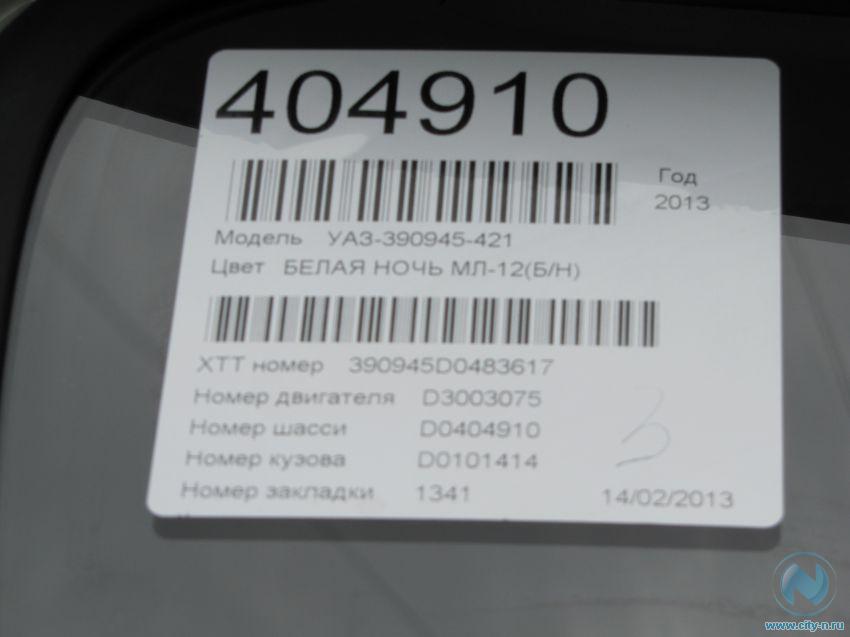 404910
Год
2013
Модель УАЗ-390945-421
Цвет БЕЛАЯ НОЧЬ МЛ-12(Б/Н)
ХТТ номер 390945D0483617
Номер двигателя D3003075
Номер шасси D0404910
Номер кузова D0101414
Номер закладки 1341 14/02/2013
www.city-n.ru